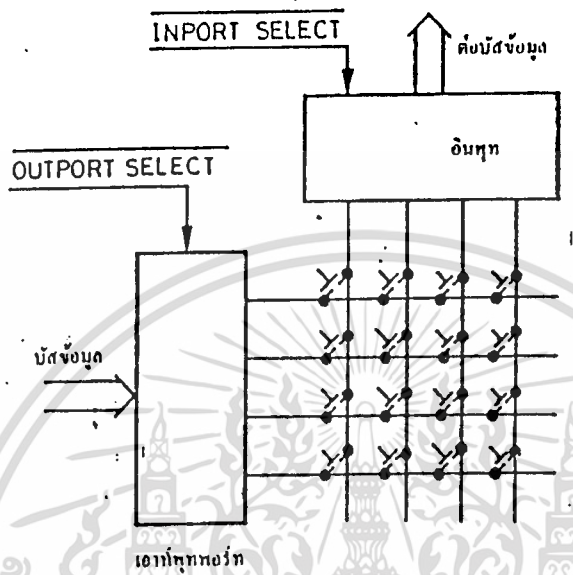 INPORT SELECT
ต่อบัสข้อมูล
อินพุท
OUTPORT SELECT
บัสข้อมูล
เอาท์พุทพอร์ท